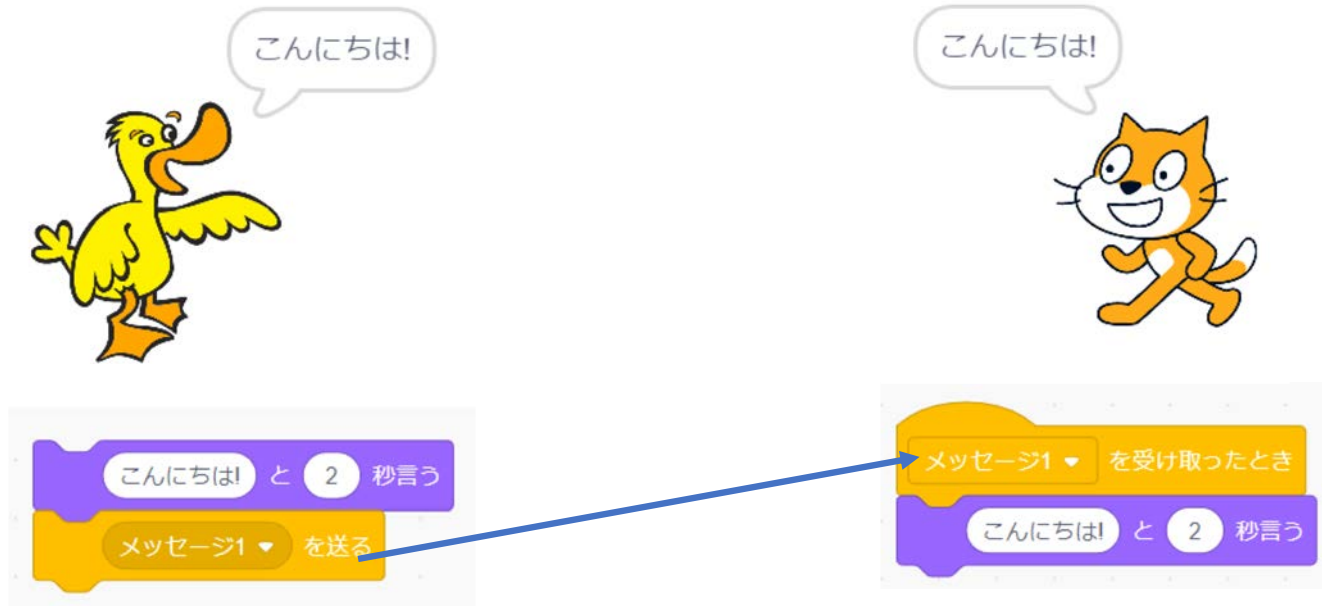 こんにちは!
こんにちは!
こんにちは! と 2 秒言う
メッセージ1 を送る
メッセージ1 を受け取ったとき
こんにちは! と 2 秒言う